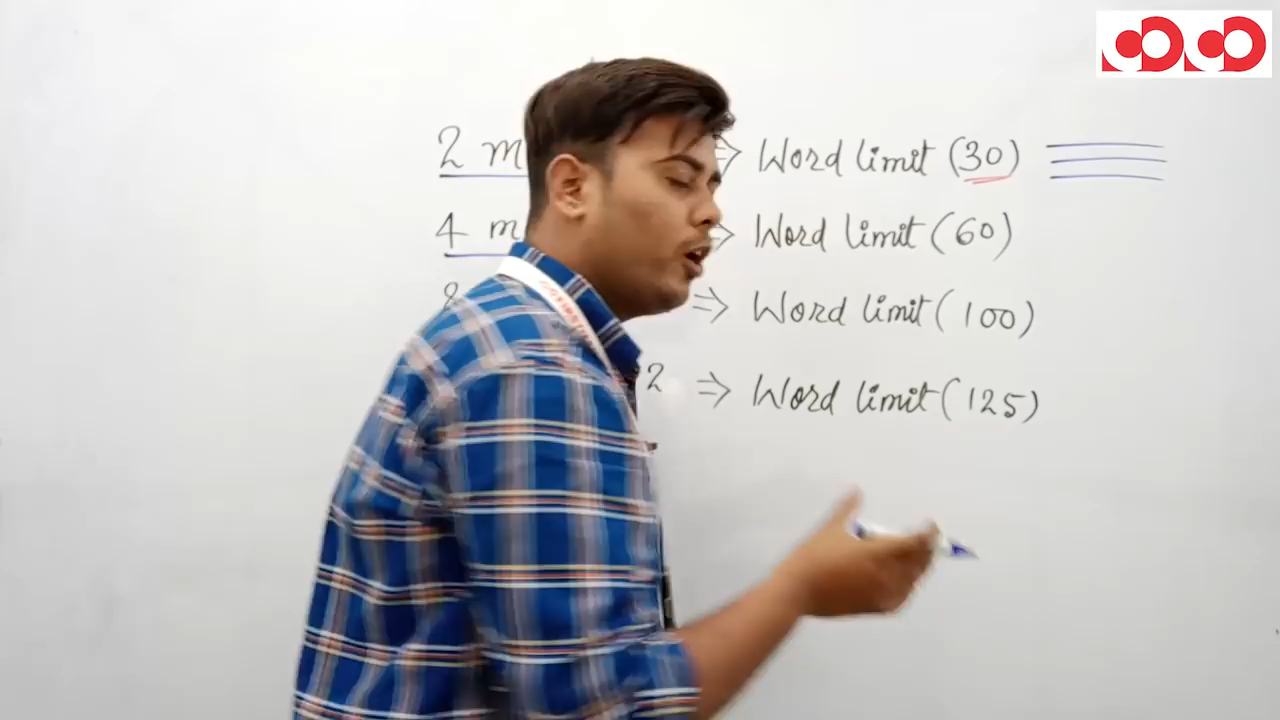 2 m => Word limit (30)
4 m => Word limit (60)
=> Word limit (100)
2 => Word limit (125)